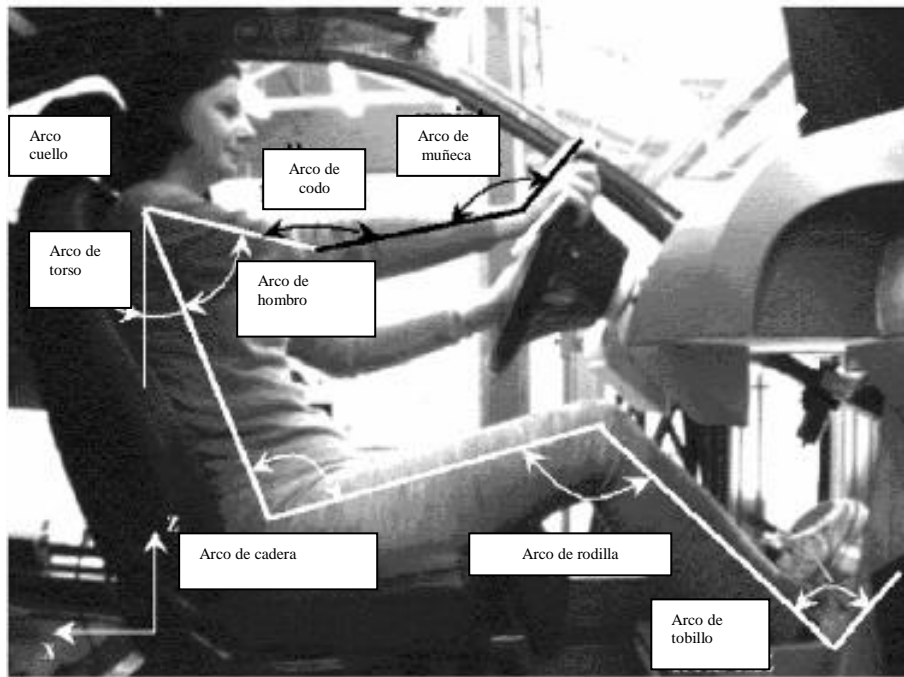 Arco
cuello
Arco de
muñeca
Arco de
codo
Arco de
torso
Arco de
hombro
Z
Arco de cadera
Arco de rodilla
X
Arco de
tobillo